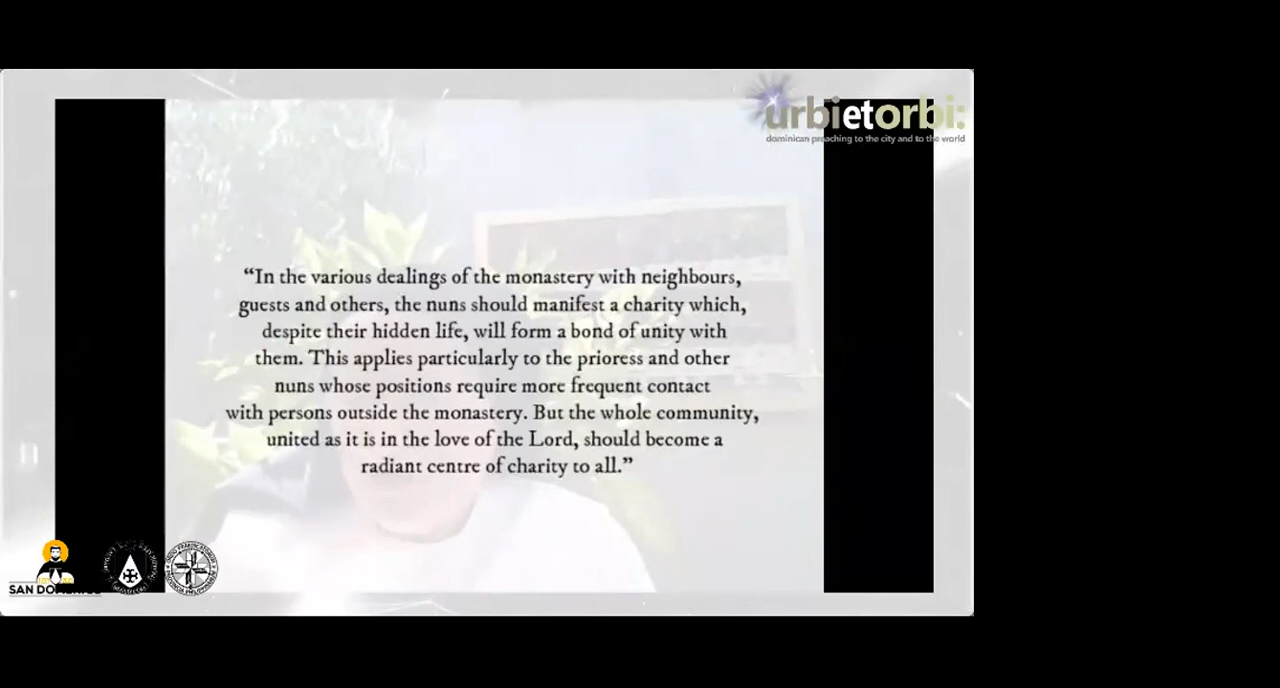 urbietorbi:
dominican preaching to the city and to the world
“In the various dealings of the monastery with neighbours,
guests and others, the nuns should manifest a charity which,
despite their hidden life, will form a bond of unity with
them. This applies particularly to the prioress and other
nuns whose positions require more frequent contact
with persons outside the monastery. But the whole community,
united as it is in the love of the Lord, should become a
radiant centre of charity to all.”
SAN